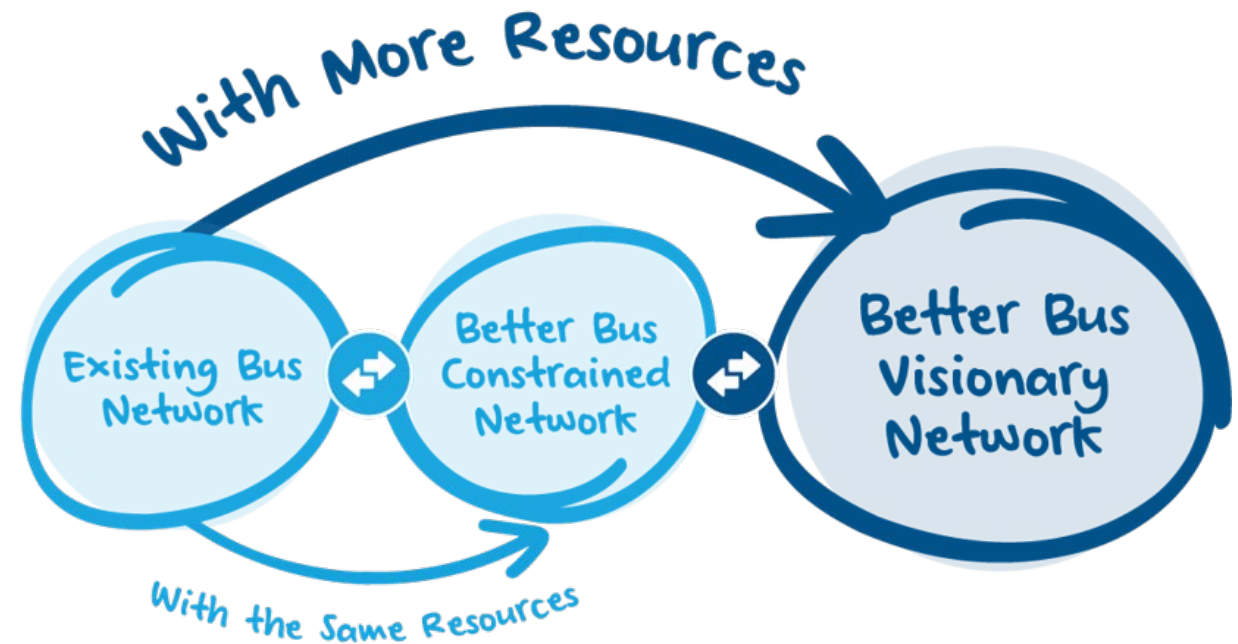 With More Resources
Existing Bus
Network
Better Bus
Constrained
Network
Better Bus
Visionary
Network
With the Same Resources